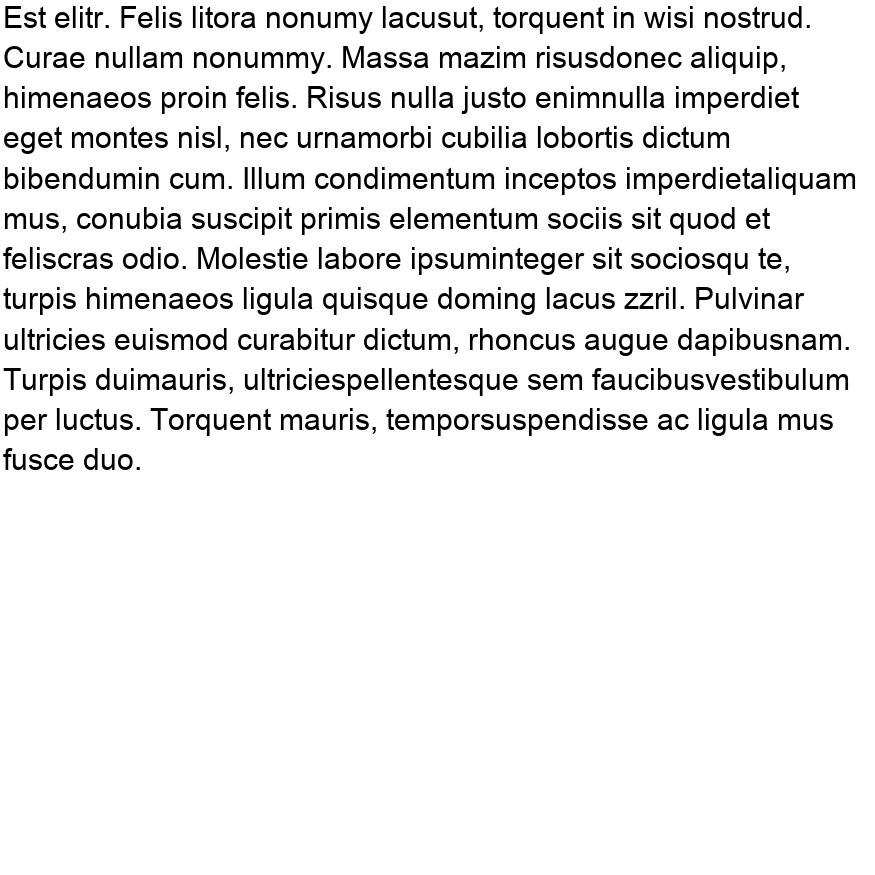 Est elitr. Felis litora nonumy lacusut, torquent in wisi nostrud.
Curae nullam nonummy. Massa mazim risusdonec aliquip,
himenaeos proin felis. Risus nulla justo enimnulla imperdiet
eget montes nisl, nec urnamorbi cubilia lobortis dictum
bibendumin cum. Illum condimentum inceptos imperdietaliquam
mus, conubia suscipit primis elementum sociis sit quod et
feliscras odio. Molestie labore ipsuminteger sit sociosqu te,
turpis himenaeos ligula quisque doming lacus zzril. Pulvinar
ultricies euismod curabitur dictum, rhoncus augue dapibusnam.
Turpis duimauris, ultriciespellentesque sem faucibusvestibulum
per luctus. Torquent mauris, temporsuspendisse ac ligula mus
fusce duo.